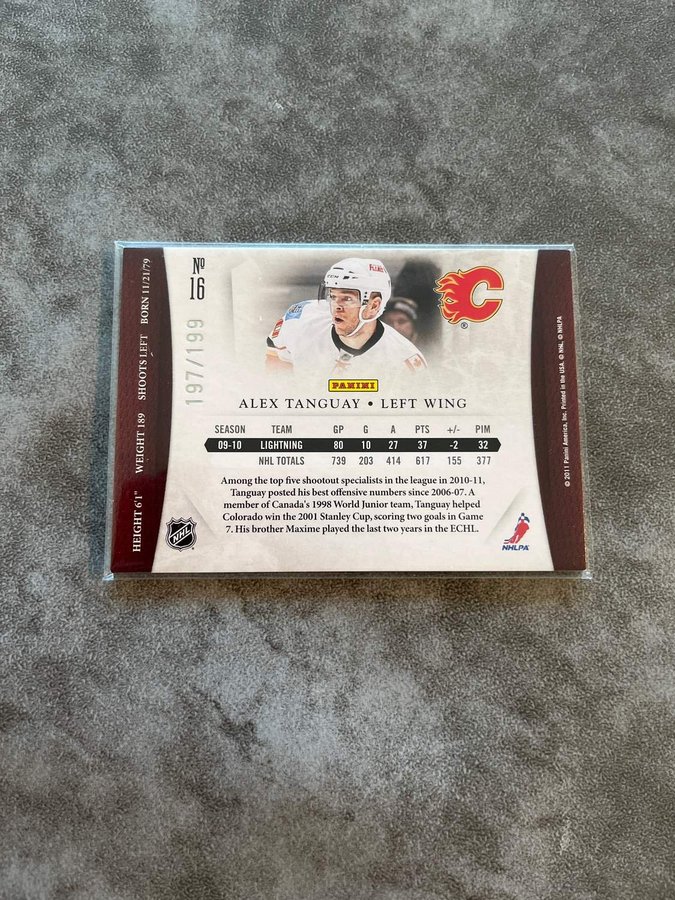 HEIGHT 6'1" WEIGHT 189 SHOOTS LEFT BORN 11/21/79
Nº
16
197/199
PANINI
ALEX TANGUAY • LEFT WING
SEASON TEAM GP G A PTS +/- PIM
09-10 LIGHTNING 80 10 27 37 -2 32
NHL TOTALS 739 203 414 617 155 377
Among the top five shootout specialists in the league in 2010-11,
Tanguay posted his best offensive numbers since 2006-07. A
member of Canada's 1998 World Junior team, Tanguay helped
Colorado win the 2001 Stanley Cup, scoring two goals in Game
7. His brother Maxime played the last two years in the ECHL.
NHL
NHLPA
C
®
© 2011 Panini America, Inc. Printed in the USA. © NHL. © NHLPA